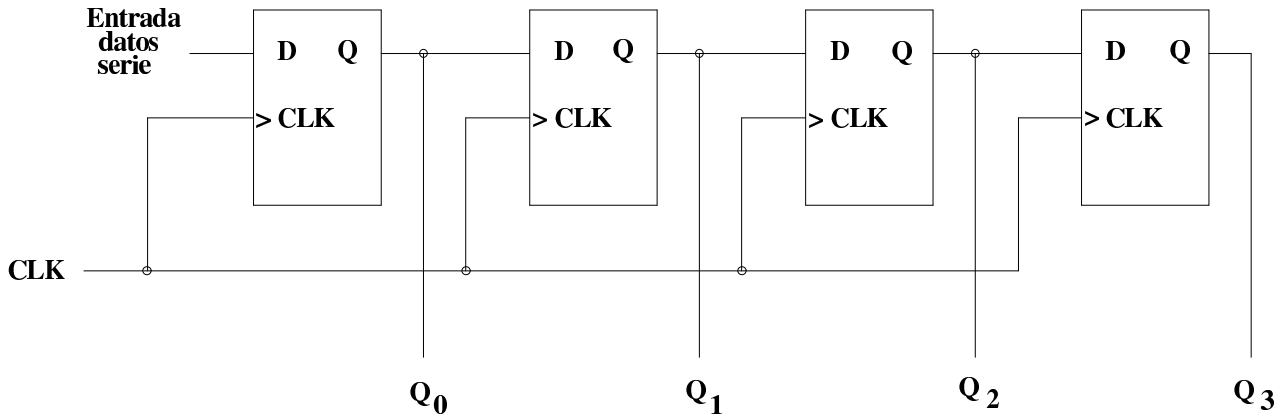 Entrada
datos
serie
D Q D Q D Q D Q
> CLK > CLK > CLK > CLK
CLK
Q0 Q1 Q2 Q3